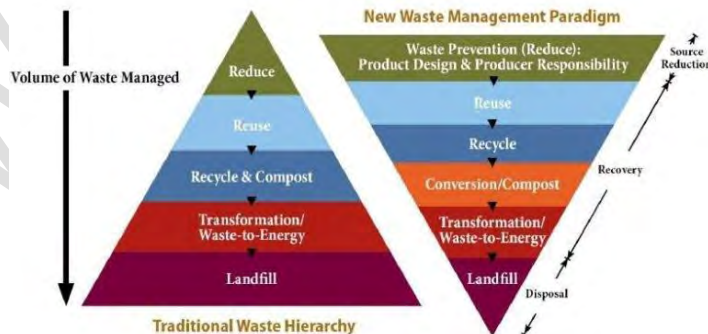 New Waste Management Paradigm
Volume of Waste Managed
Reduce
Reuse
Recycle & Compost
Transformation/
Waste-to-Energy
Landfill
Traditional Waste Hierarchy
Waste Prevention (Reduce):
Product Design & Producer Responsibility
Reuse
Recycle
Conversion/Compost
Transformation/
Waste-to-Energy
Landfill
Source
Reduction
Recovery
Disposal